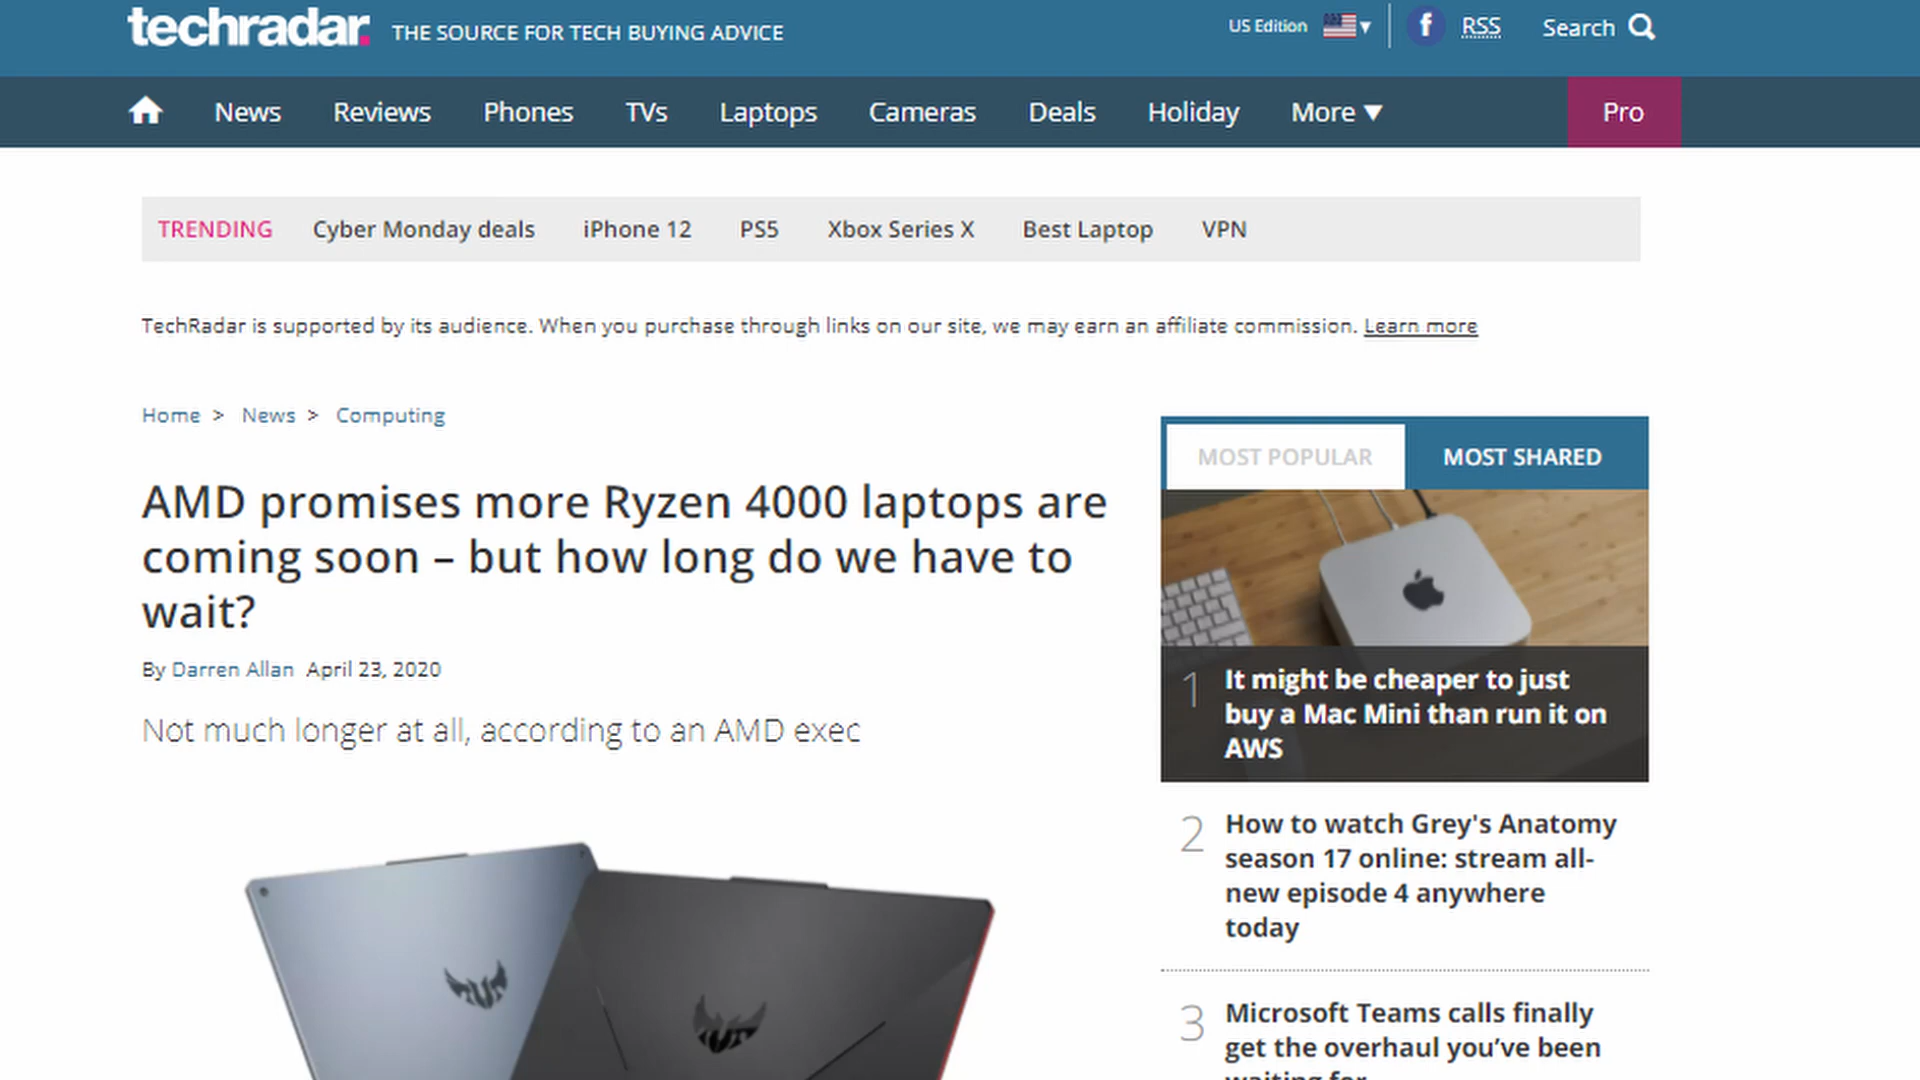 techradar.
THE SOURCE FOR TECH BUYING ADVICE
US Edition
f
RSS
Search
News
Reviews
Phones
TVs
Laptops
Cameras
Deals
Holiday
More
Pro
TRENDING
Cyber Monday deals
iPhone 12
PS5
Xbox Series X
Best Laptop
VPN
TechRadar is supported by its audience. When you purchase through links on our site, we may earn an affiliate commission. Learn more
Home > News > Computing
AMD promises more Ryzen 4000 laptops are
coming soon – but how long do we have to
wait?
By Darren Allan April 23, 2020
Not much longer at all, according to an AMD exec
MOST POPULAR
MOST SHARED
1
It might be cheaper to just
buy a Mac Mini than run it on
AWS
2
How to watch Grey's Anatomy
season 17 online: stream all-
new episode 4 anywhere
today
3
Microsoft Teams calls finally
get the overhaul you've been
waiting for